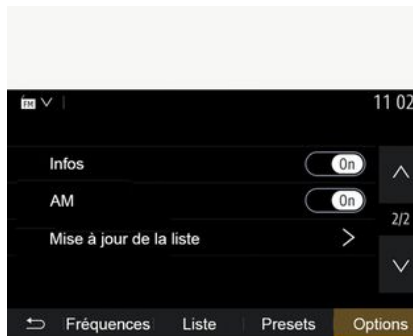 FM
11 02
Infos
On
AM
On
2/2
Mise à jour de la liste
Fréquences
Liste
Presets
Options